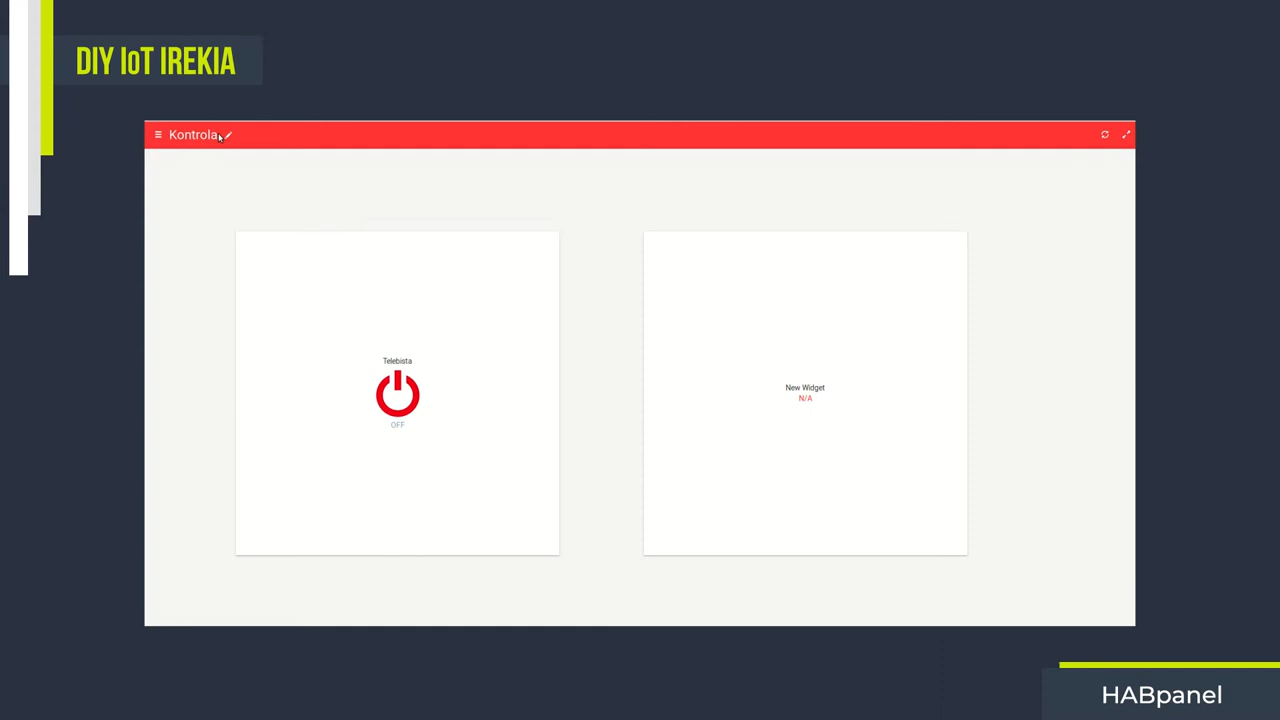 DIY IoT IREKIA
Kontrola
Telebista
OFF
New Widget
N/A
HABpanel